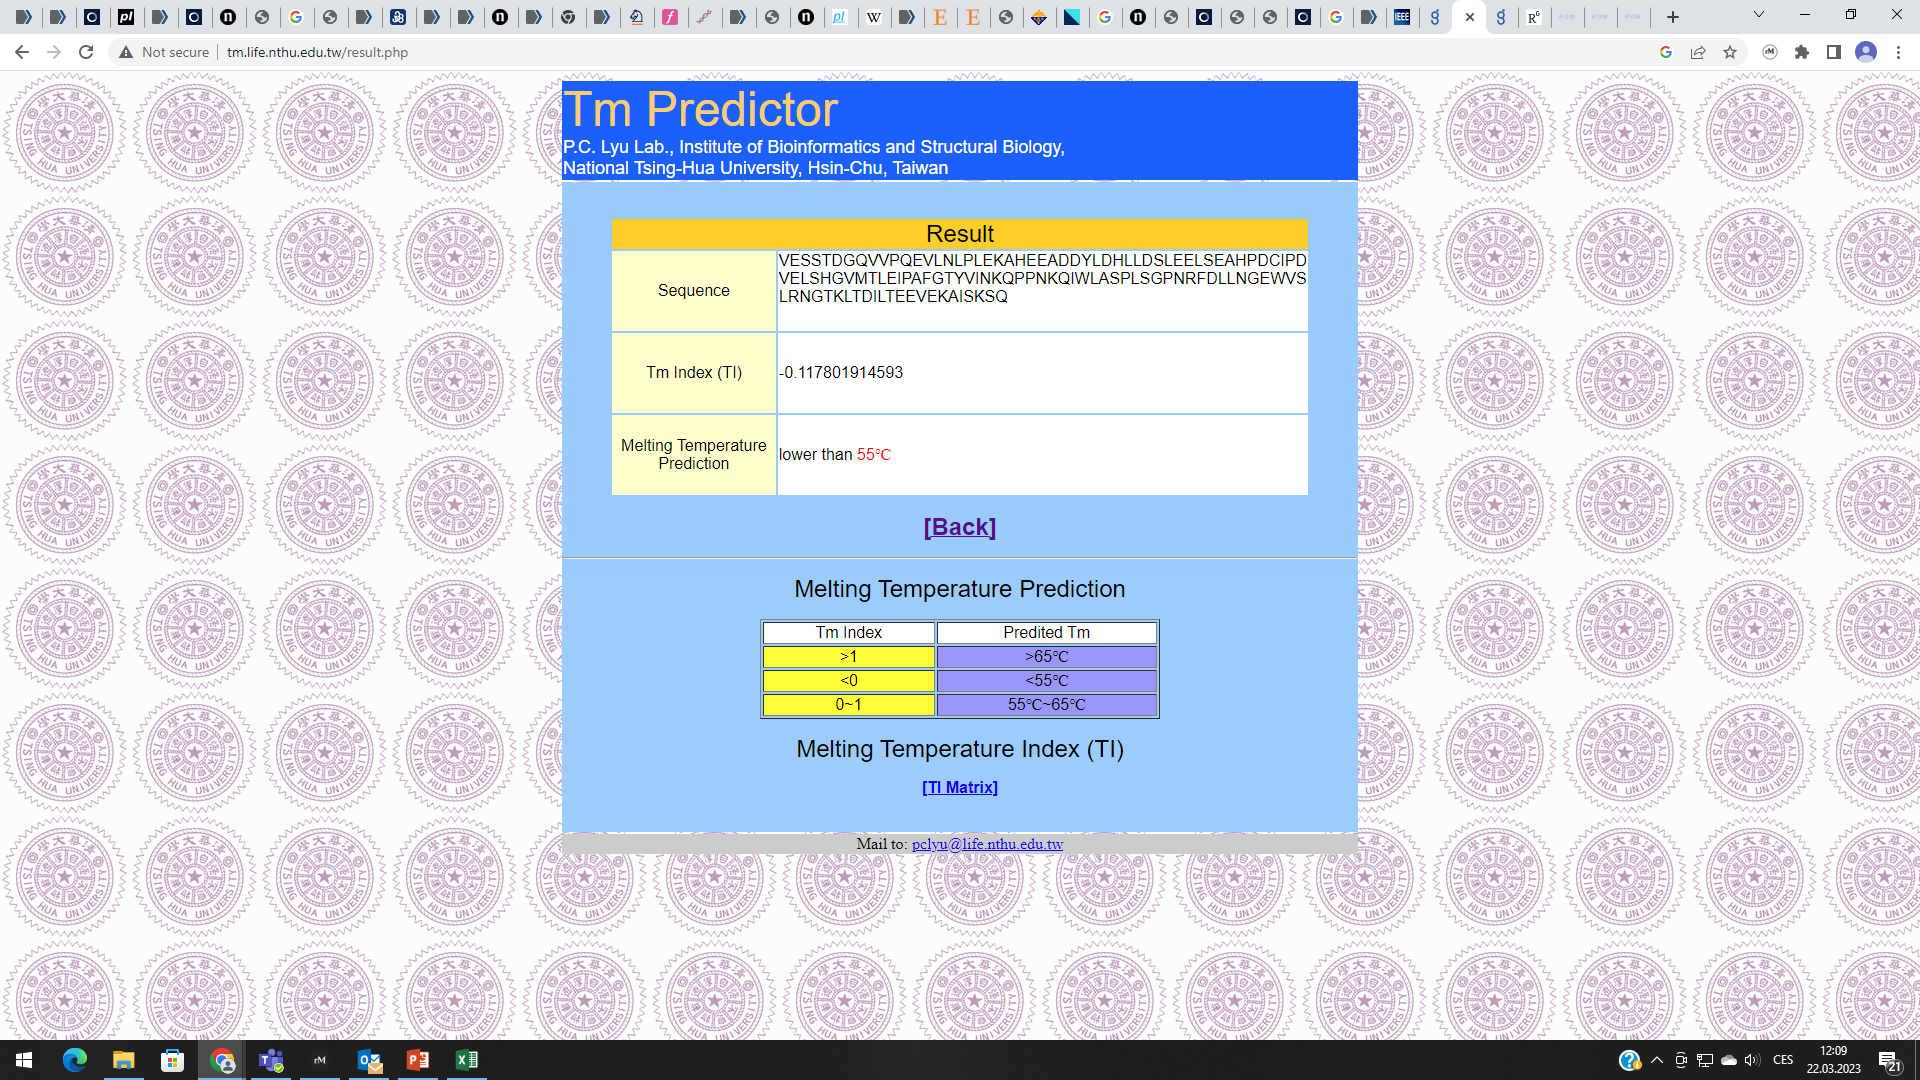 Not secure
tm.life.nthu.edu.tw/result.php
Tm Predictor
P.C. Lyu Lab., Institute of Bioinformatics and Structural Biology,
National Tsing-Hua University, Hsin-Chu, Taiwan
Result
Sequence
VESSTDGQVVPQEVLNLPLEKAHEEADDYLDHLLDSLEELSEAHPDCIPD
VELSHGVMTLEIPAFGTYVINKQPPNKQIWLASPLSGPNRFDLLNGEWVS
LRNGTKLTDILTEEVEKAISKSQ
Tm Index (TI)
-0.117801914593
Melting Temperature
Prediction
lower than 55℃
[Back]
Melting Temperature Prediction
Tm Index Predited Tm
>1 >65℃
<0 <55℃
0~1 55℃~65℃
Melting Temperature Index (TI)
[TI Matrix]
Mail to: pclyu@life.nthu.edu.tw
CES
12:09
22.03.2023
21